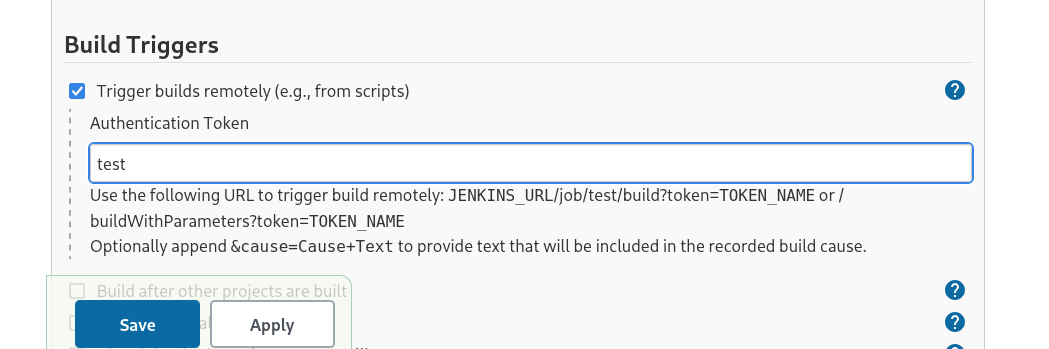 Build Triggers
Trigger builds remotely (e.g., from scripts)
?
Authentication Token
test
Use the following URL to trigger build remotely: JENKINS_URL/job/test/build?token=TOKEN_NAME or /
buildWithParameters?token=TOKEN_NAME
Optionally append &cause=Cause+Text to provide text that will be included in the recorded build cause.
Build after other projects are built
?
Save
Apply
?